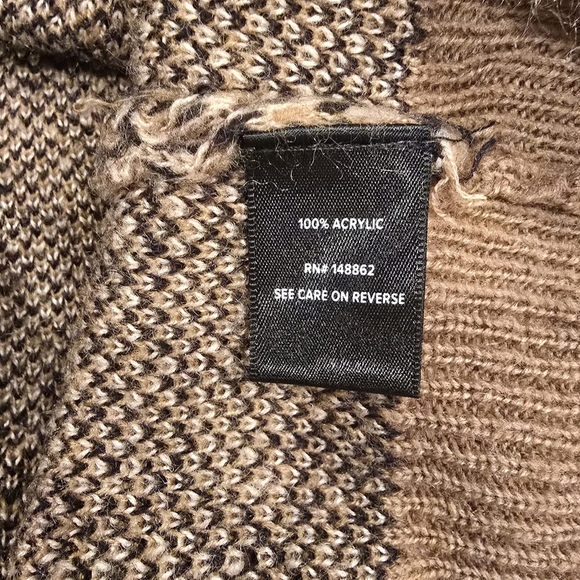 100% ACRYLIC
RN# 148862
SEE CARE ON REVERSE